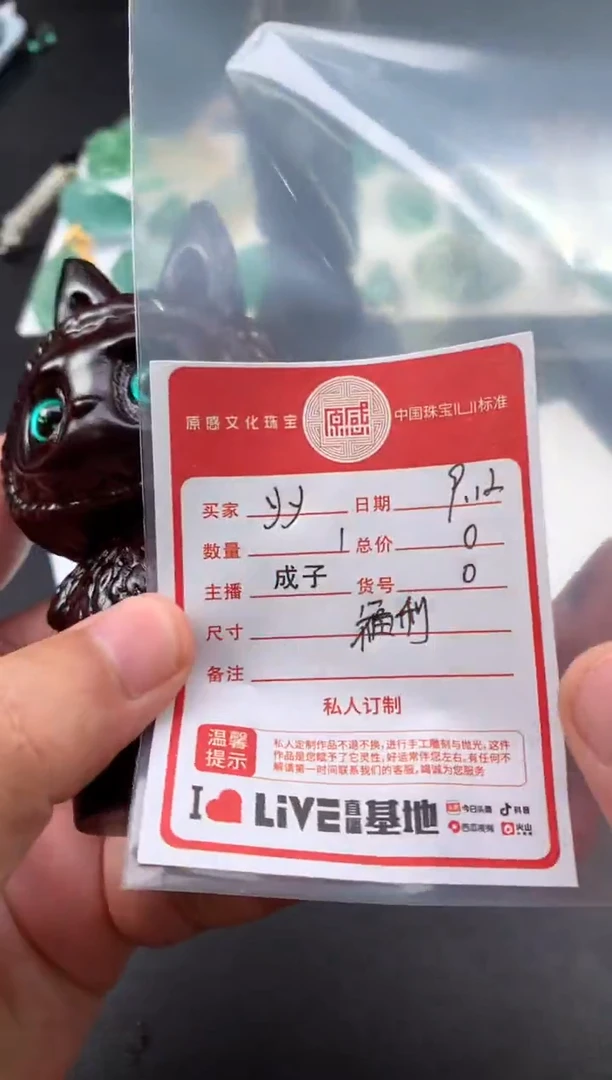 原感文化珠宝 原感 中国珠宝IUI标准
买家 日期 9.12
数量 1 总价 0
主播 成子 货号 0
尺寸 福利
备注
私人订制
温馨提示
私人定制作品不退不换,进行手工雕刻与抛光,这件
作品是您赋予了它灵性,好运常伴您左右,有任何不
解请第一时间联系我们的客服,竭诚为您服务
I LIVE直播基地
今日头条 抖音
西瓜视频 火山